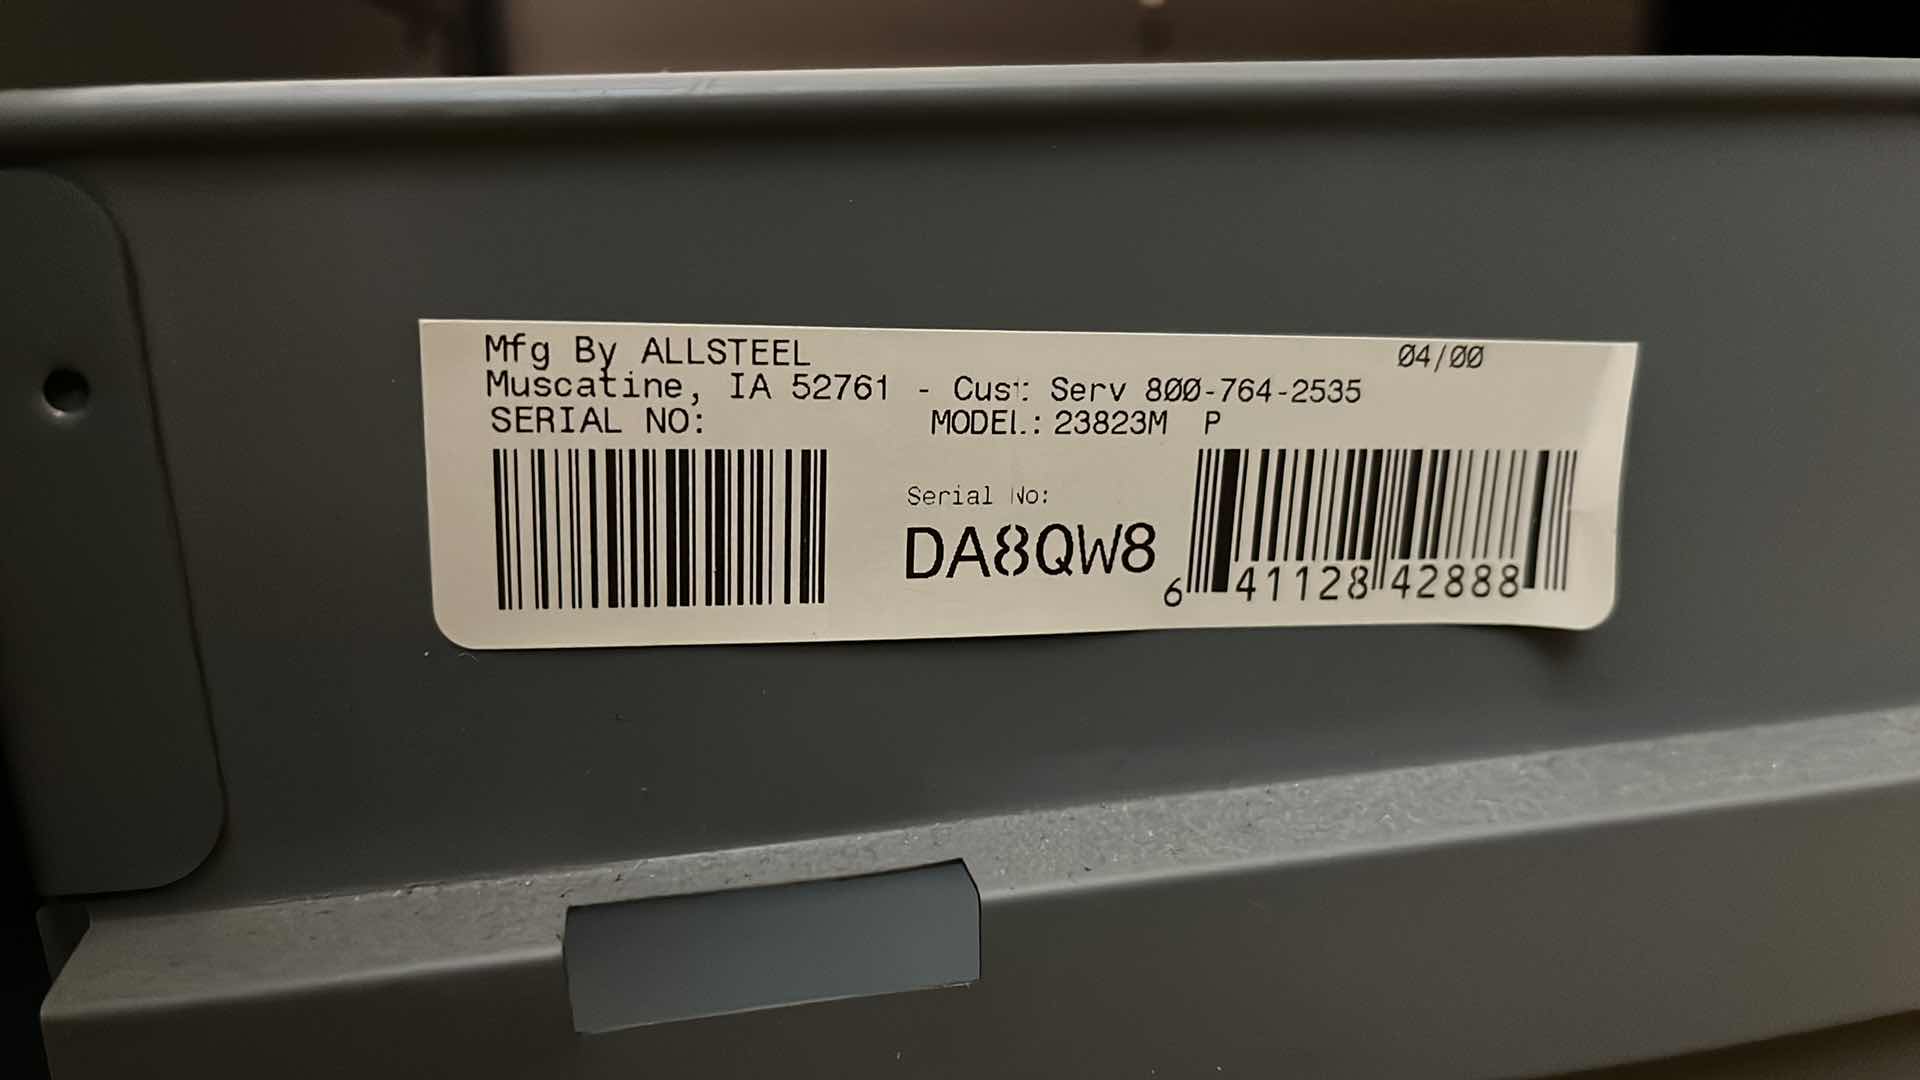 Mfg By ALLSTEEL 04/00
Muscatine, IA 52761 - Cust Serv 800-764-2535
SERIAL NO: MODEL: 23823M P
Serial No:
DA8QW8
6 41128 42888